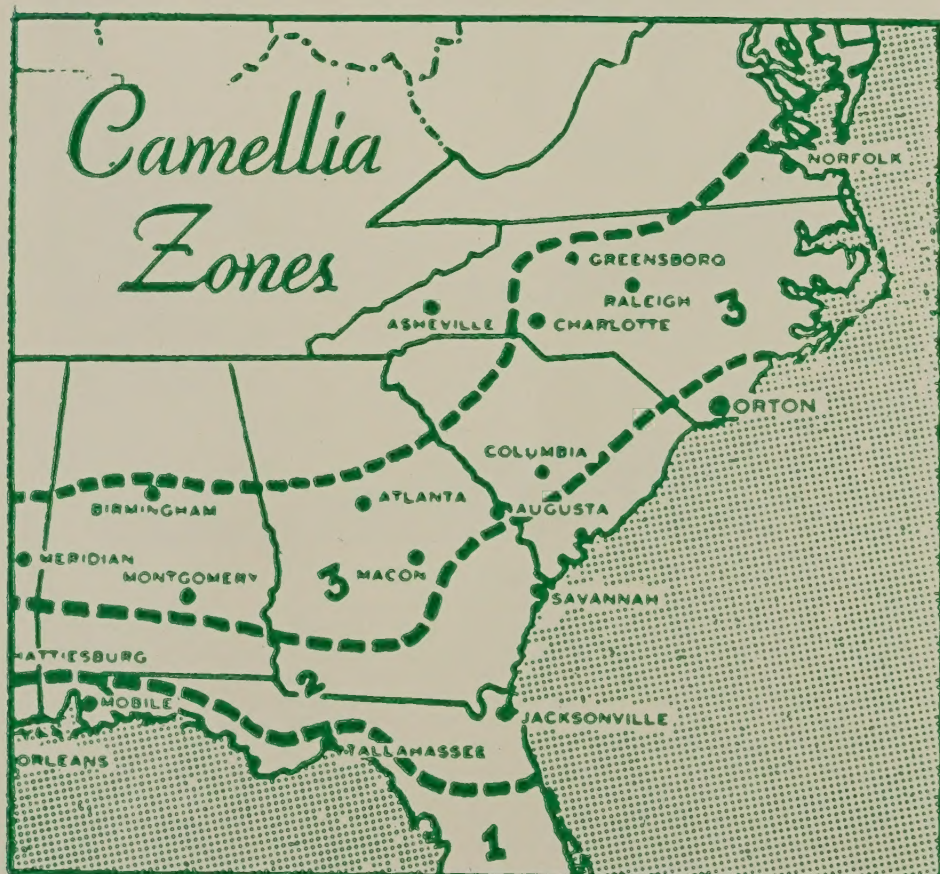 Camellia
Zones
NORFOLK
GREENSBORO
RALEIGH
3
ASHEVILLE
CHARLOTTE
ORTON
COLUMBIA
ATLANTA
AUGUSTA
BIRMINGHAM
MERIDIAN
MONTGOMERY
3
MACON
SAVANNAH
HATTIESBURG
2
MOBILE
JACKSONVILLE
TALLAHASSEE
ORLEANS
1